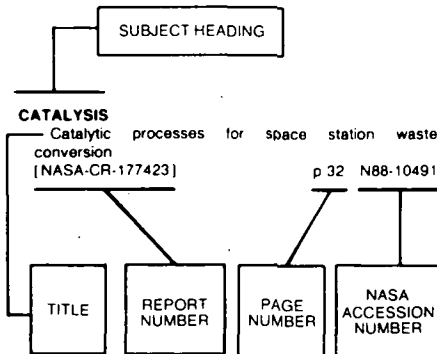 SUBJECT HEADING
CATALYSIS
Catalytic processes for space station waste
conversion
[NASA-CR-177423] p 32 N88-10491
TITLE
REPORT
NUMBER
PAGE
NUMBER
NASA
ACCESSION
NUMBER